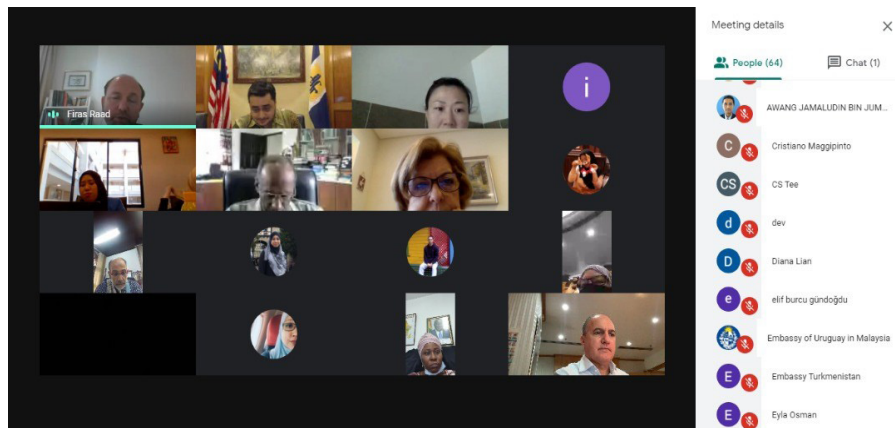 Firas Raad
i
Meeting details
People (64)
Chat (1)
AWANG JAMALUDIN BIN JUM...
C
Cristiano Maggipinto
CS
CS Tee
d
dev
D
Diana Lian
e
elif burcu gündoğdu
Embassy of Uruguay in Malaysia
E
Embassy Turkmenistan
E
Eyla Osman